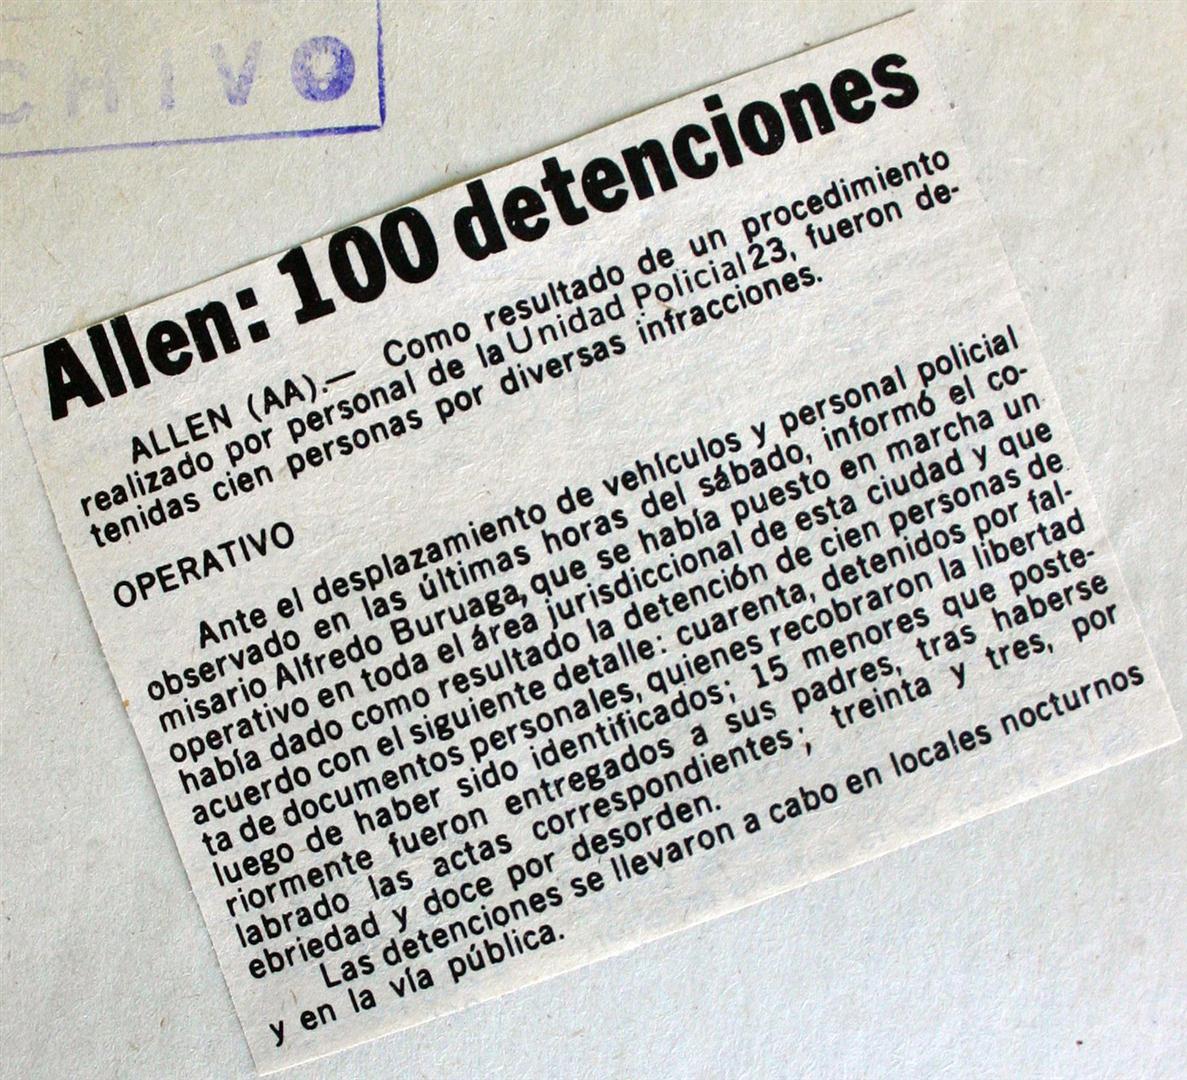 CHIVO
Allen: 100 detenciones
ALLEN (AA).— Como resultado de un procedimiento
realizado por personal de la Unidad Policial 23, fueron de-
tenidas cien personas por diversas infracciones.
OPERATIVO
Ante el desplazamiento de vehículos y personal policial
observado en las últimas horas del sábado, informó el co-
misario Alfredo Buruaga, que se había puesto en marcha un
operativo en toda el área jurisdiccional de esta ciudad y que
había dado como resultado la detención de cien personas de
acuerdo con el siguiente detalle: cuarenta, detenidos por fal-
ta de documentos personales, quienes recobraron la libertad
luego de haber sido identificados; 15 menores que poste-
riormente fueron entregados a sus padres, tras haberse
labrado las actas correspondientes; treinta y tres, por
ebriedad y doce por desorden.
Las detenciones se llevaron a cabo en locales nocturnos
y en la vía pública.